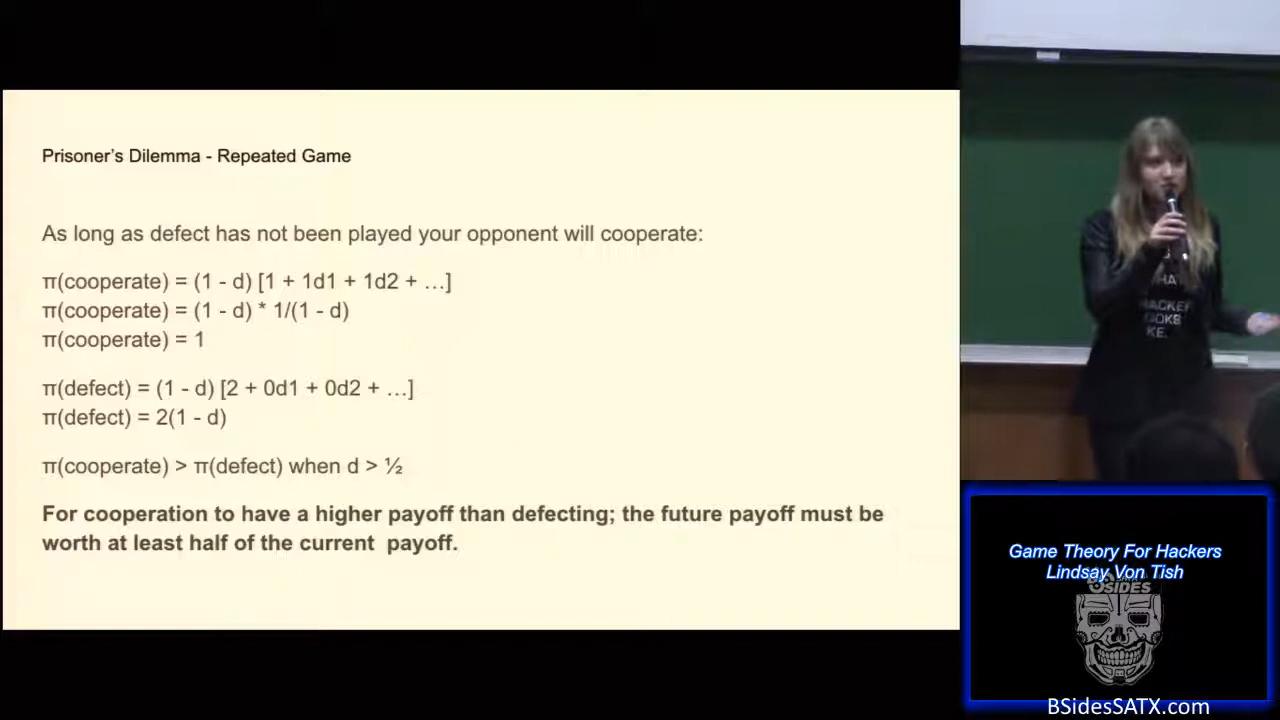 Prisoner's Dilemma - Repeated Game
As long as defect has not been played your opponent will cooperate:
π(cooperate) = (1 - d) [1 + 1d1 + 1d2 + …]
π(cooperate) = (1 - d) * 1/(1 - d)
π(cooperate) = 1
π(defect) = (1 - d) [2 + 0d1 + 0d2 + …]
π(defect) = 2(1 - d)
π(cooperate) > π(defect) when d > ½
For cooperation to have a higher payoff than defecting; the future payoff must be
worth at least half of the current payoff.
HACKER
LOOKS
Game Theory For Hackers
Lindsay Von Tish
BSIDES
BSidesSATX.com